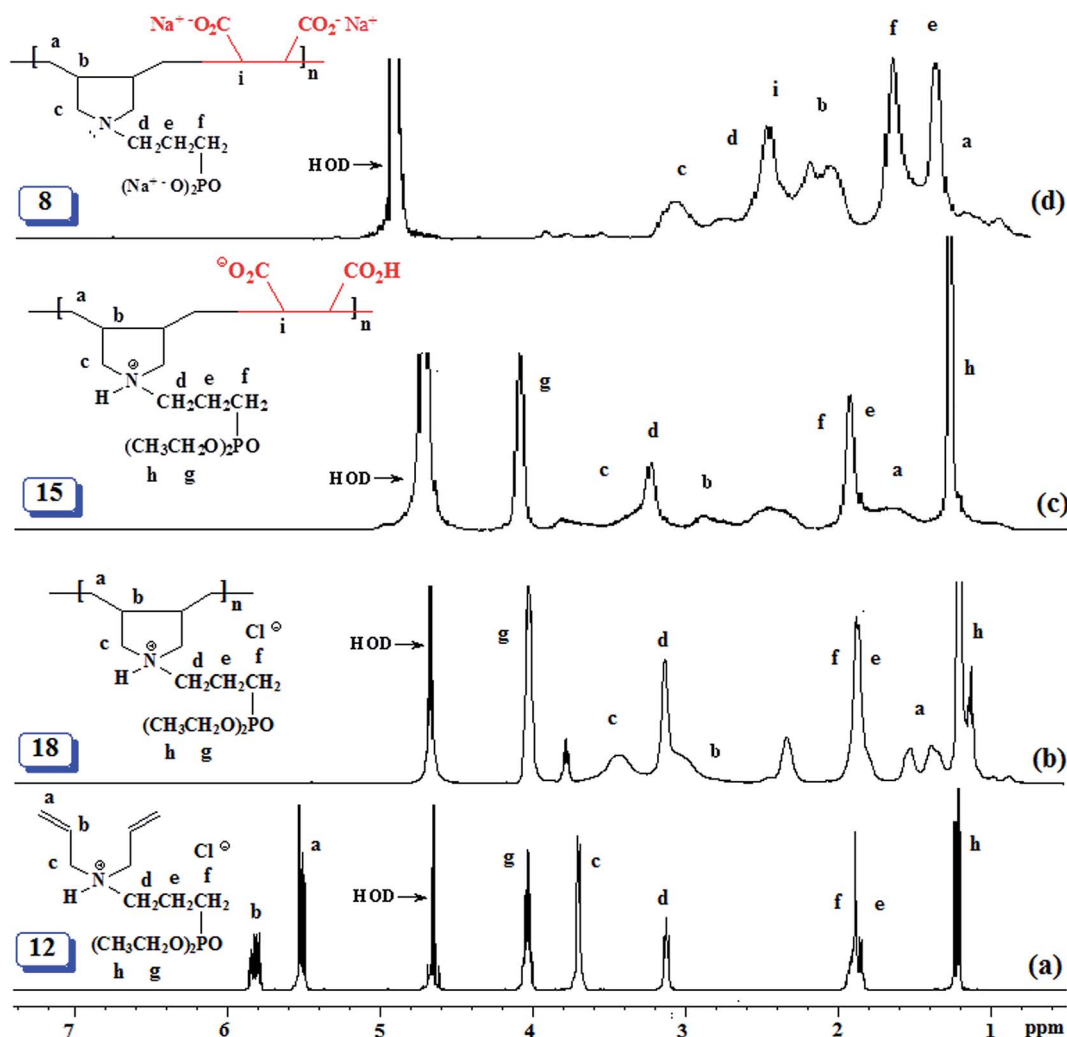 Na⁺⁻O₂C CO₂⁻Na⁺
a
b
[ ]n
i
c
N
d e f
CH₂CH₂CH₂
(Na⁺⁻O)₂PO
8
HOD
c
d
i
b
f
e
a
(d)
⊖O₂C CO₂H
a
b
[ ]n
i
c
⊕
H N
d e f
CH₂CH₂CH₂
(CH₃CH₂O)₂PO
h g
15
HOD
g
c
d
b
f
e
a
h
(c)
a
b
[ ]n
Cl⊖
c
⊕
H N
d e f
CH₂CH₂CH₂
(CH₃CH₂O)₂PO
h g
18
HOD
g
c
d
b
f
e
a
h
(b)
a
b
Cl⊖
c
⊕
H N
d e f
CH₂CH₂CH₂
(CH₃CH₂O)₂PO
h g
12
b
a
HOD
g
c
d
f
e
h
(a)
7 6 5 4 3 2 1 ppm